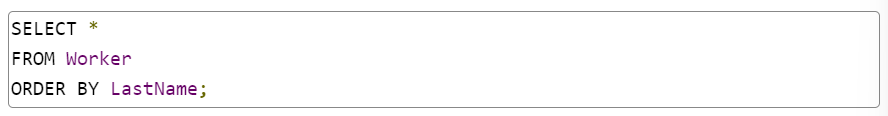 SELECT *
FROM Worker
ORDER BY LastName;